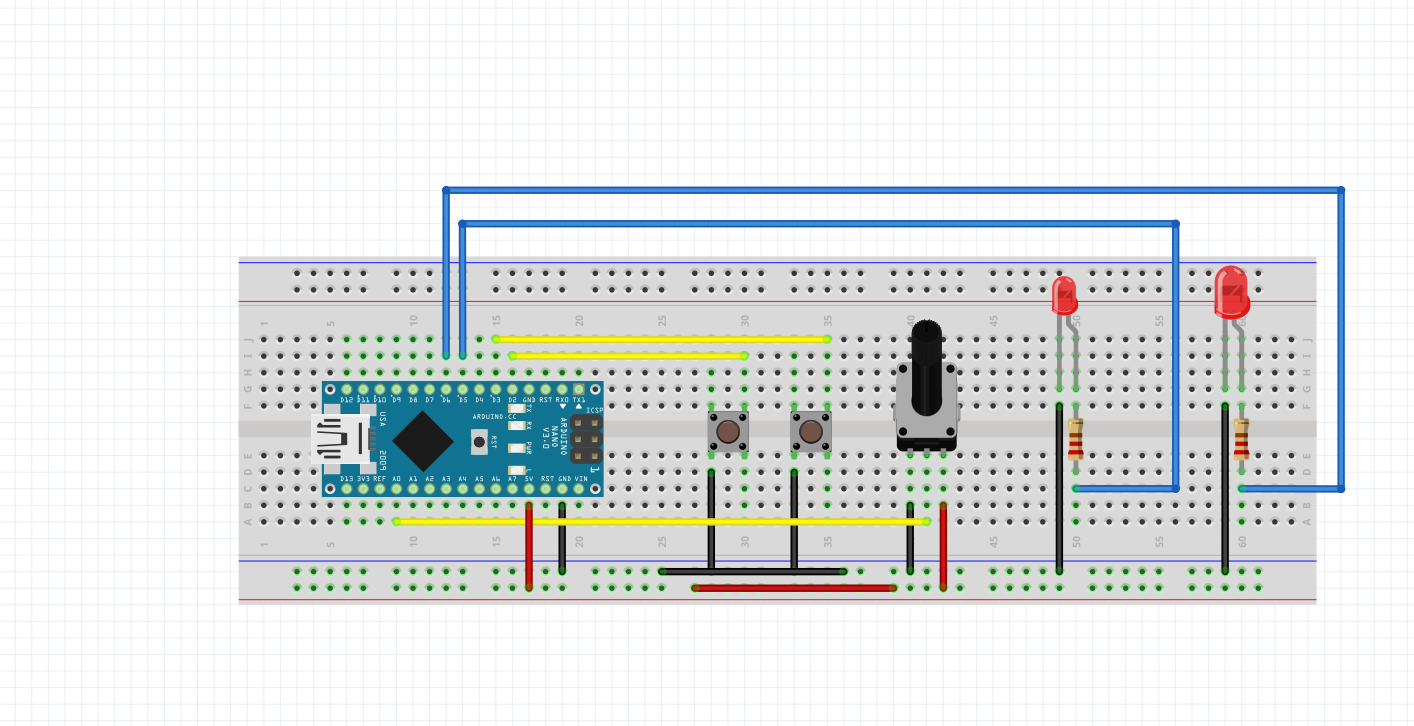 1 5 10 15 20 25 30 35 40 45 50 55 60
J
I
H
G
F
D12 D11 D10 D9 D8 D7 D6 D5 D4 D3 D2 GND RST RX0 TX1
ARDUINO.CC
ICSP
TX
RX
PWR
L
RST
USA
2009
ARDUINO
NANO
V3.0
1
D13 3V3 REF A0 A1 A2 A3 A4 A5 A6 A7 5V RST GND VIN
E
D
C
B
A
1 5 10 15 20 25 30 35 40 45 50 55 60
J
I
H
G
F
E
D
C
B
A